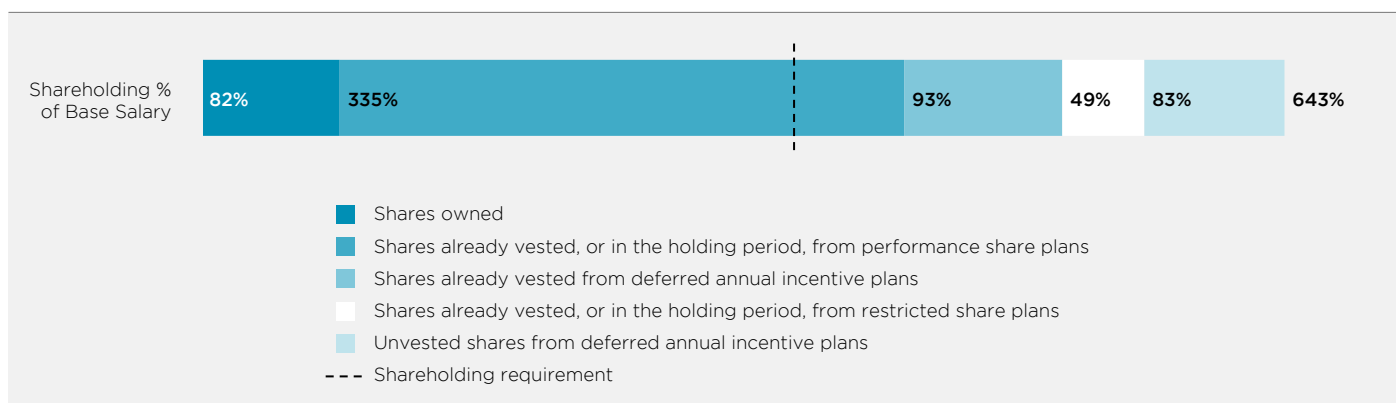 Shareholding %
of Base Salary
82%
335%
93%
49%
83%
643%
Shares owned
Shares already vested, or in the holding period, from performance share plans
Shares already vested from deferred annual incentive plans
Shares already vested, or in the holding period, from restricted share plans
Unvested shares from deferred annual incentive plans
Shareholding requirement